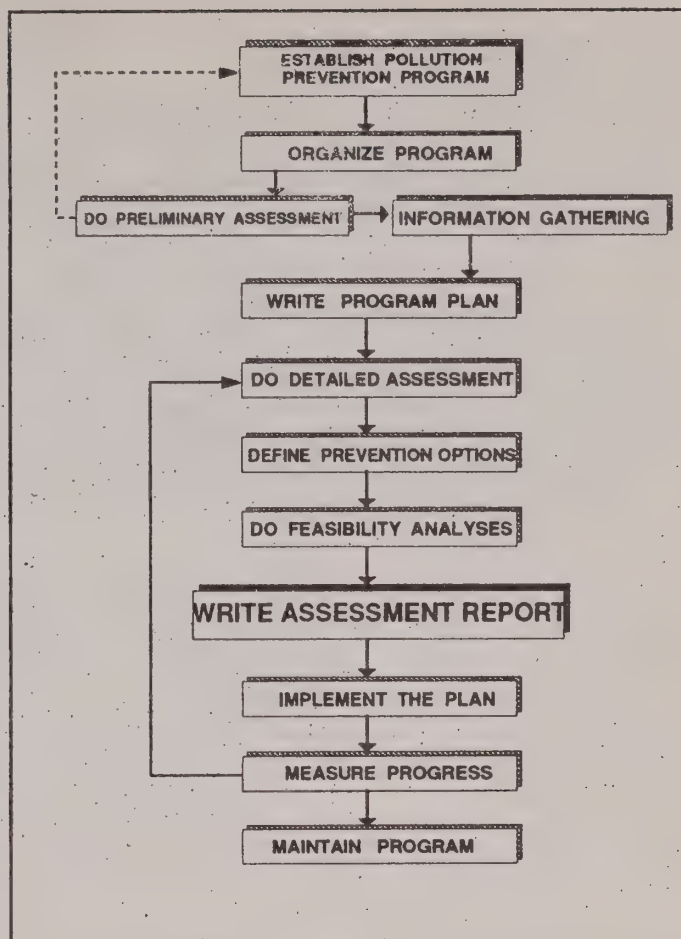 ESTABLISH POLLUTION
PREVENTION PROGRAM
ORGANIZE PROGRAM
DO PRELIMINARY ASSESSMENT
INFORMATION GATHERING
WRITE PROGRAM PLAN
DO DETAILED ASSESSMENT
DEFINE PREVENTION OPTIONS
DO FEASIBILITY ANALYSES
WRITE ASSESSMENT REPORT
IMPLEMENT THE PLAN
MEASURE PROGRESS
MAINTAIN PROGRAM